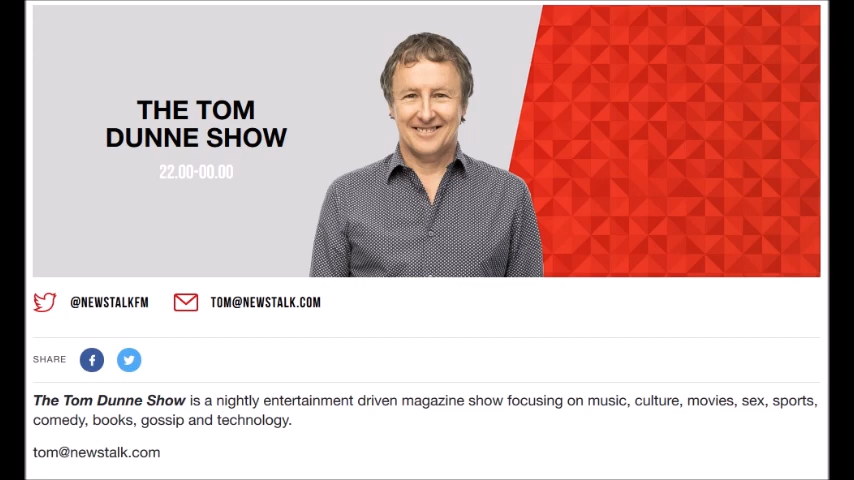 THE TOM
DUNNE SHOW
22.00-00.00
@NEWSTALKFM
TOM@NEWSTALK.COM
SHARE
The Tom Dunne Show is a nightly entertainment driven magazine show focusing on music, culture, movies, sex, sports,
comedy, books, gossip and technology.
tom@newstalk.com